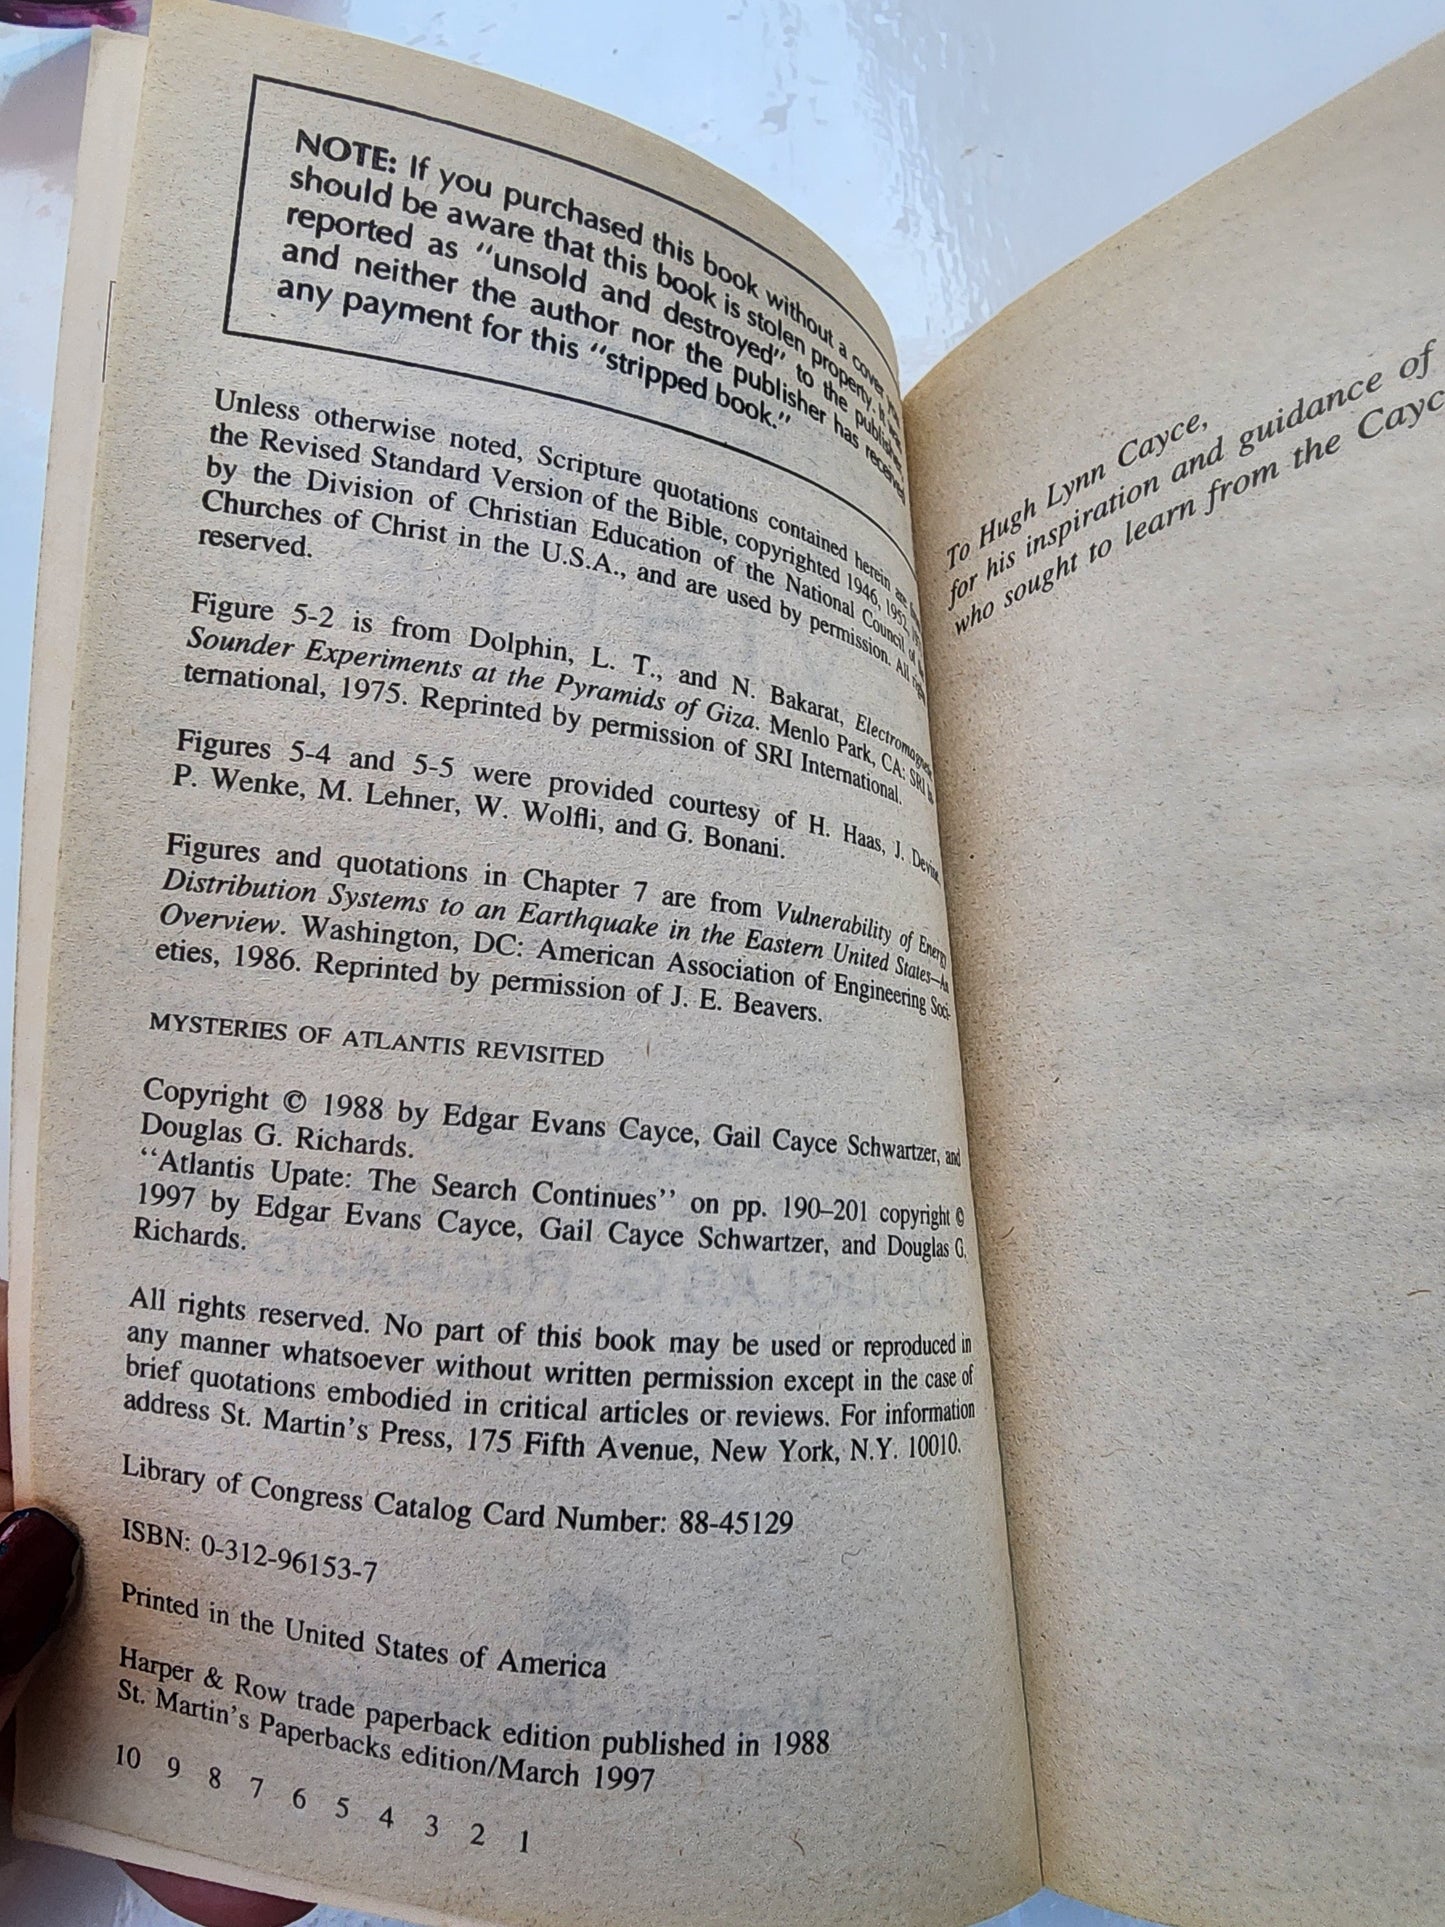 NOTE: If you purchased this book without a cover you
should be aware that this book is stolen property. It was
reported as "unsold and destroyed" to the publisher,
and neither the author nor the publisher has received
any payment for this "stripped book."
Unless otherwise noted, Scripture quotations contained herein are from
the Revised Standard Version of the Bible, copyrighted 1946, 1952,
by the Division of Christian Education of the National Council of the
Churches of Christ in the U.S.A., and are used by permission. All rights
reserved.
Figure 5-2 is from Dolphin, L. T., and N. Bakarat, Electromagnetic
Sounder Experiments at the Pyramids of Giza. Menlo Park, CA: SRI In-
ternational, 1975. Reprinted by permission of SRI International.
Figures 5-4 and 5-5 were provided courtesy of H. Haas, J. Devine,
P. Wenke, M. Lehner, W. Wolfli, and G. Bonani.
Figures and quotations in Chapter 7 are from Vulnerability of Energy
Distribution Systems to an Earthquake in the Eastern United States—An
Overview. Washington, DC: American Association of Engineering Soci-
eties, 1986. Reprinted by permission of J. E. Beavers.
MYSTERIES OF ATLANTIS REVISITED
Copyright © 1988 by Edgar Evans Cayce, Gail Cayce Schwartzer, and
Douglas G. Richards.
"Atlantis Upate: The Search Continues" on pp. 190–201 copyright ©
1997 by Edgar Evans Cayce, Gail Cayce Schwartzer, and Douglas G.
Richards.
All rights reserved. No part of this book may be used or reproduced in
any manner whatsoever without written permission except in the case of
brief quotations embodied in critical articles or reviews. For information
address St. Martin's Press, 175 Fifth Avenue, New York, N.Y. 10010.
Library of Congress Catalog Card Number: 88-45129
ISBN: 0-312-96153-7
Printed in the United States of America
Harper & Row trade paperback edition published in 1988
St. Martin's Paperbacks edition/March 1997
10 9 8 7 6 5 4 3 2 1
To Hugh Lynn Cayce,
for his inspiration and guidance of
who sought to learn from the Cayc